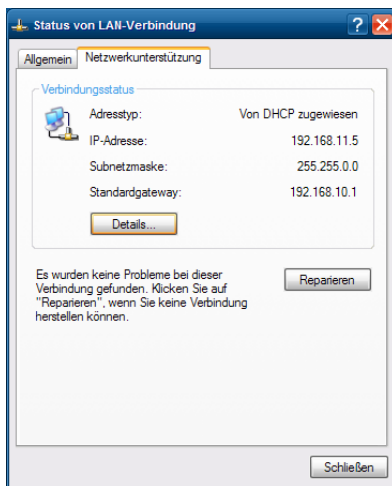 Status von LAN-Verbindung
Allgemein Netzwerkunterstützung
Verbindungsstatus
Adresstyp: Von DHCP zugewiesen
IP-Adresse: 192.168.11.5
Subnetzmaske: 255.255.0.0
Standardgateway: 192.168.10.1
Details...
Es wurden keine Probleme bei dieser
Verbindung gefunden. Klicken Sie auf
"Reparieren", wenn Sie keine Verbindung
herstellen können.
Reparieren
Schließen